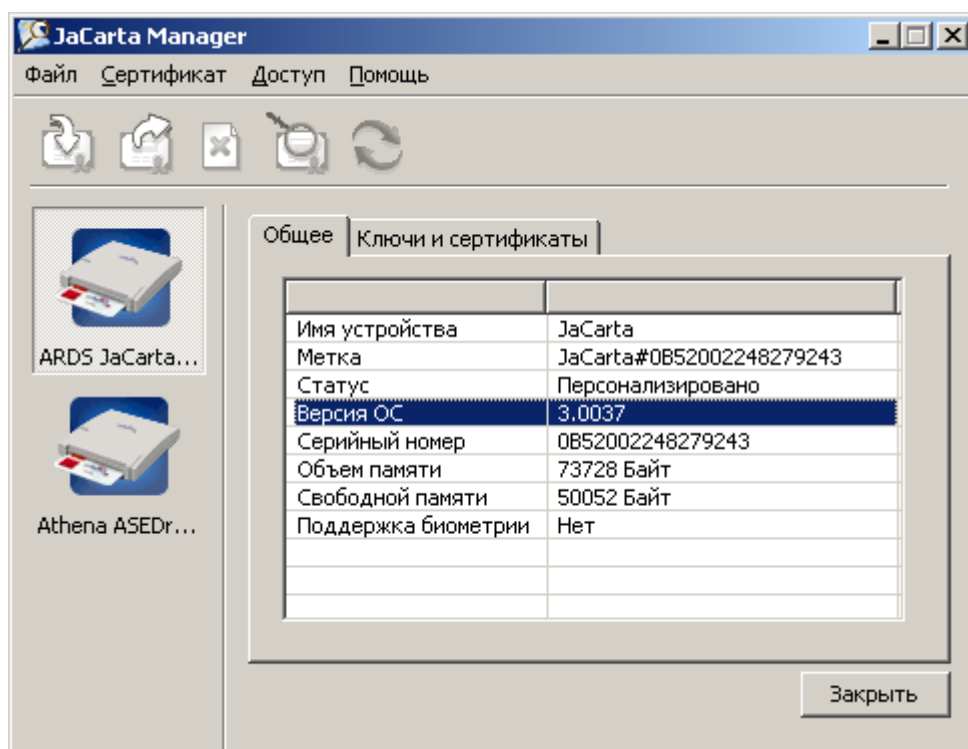 JaCarta Manager
Файл Сертификат Доступ Помощь
Общее Ключи и сертификаты
Имя устройства JaCarta
Метка JaCarta#0B52002248279243
Статус Персонализировано
Версия ОС 3.0037
Серийный номер 0B52002248279243
Объем памяти 73728 Байт
Свободной памяти 50052 Байт
Поддержка биометрии Нет
ARDS JaCarta...
Athena ASEDr...
Закрыть